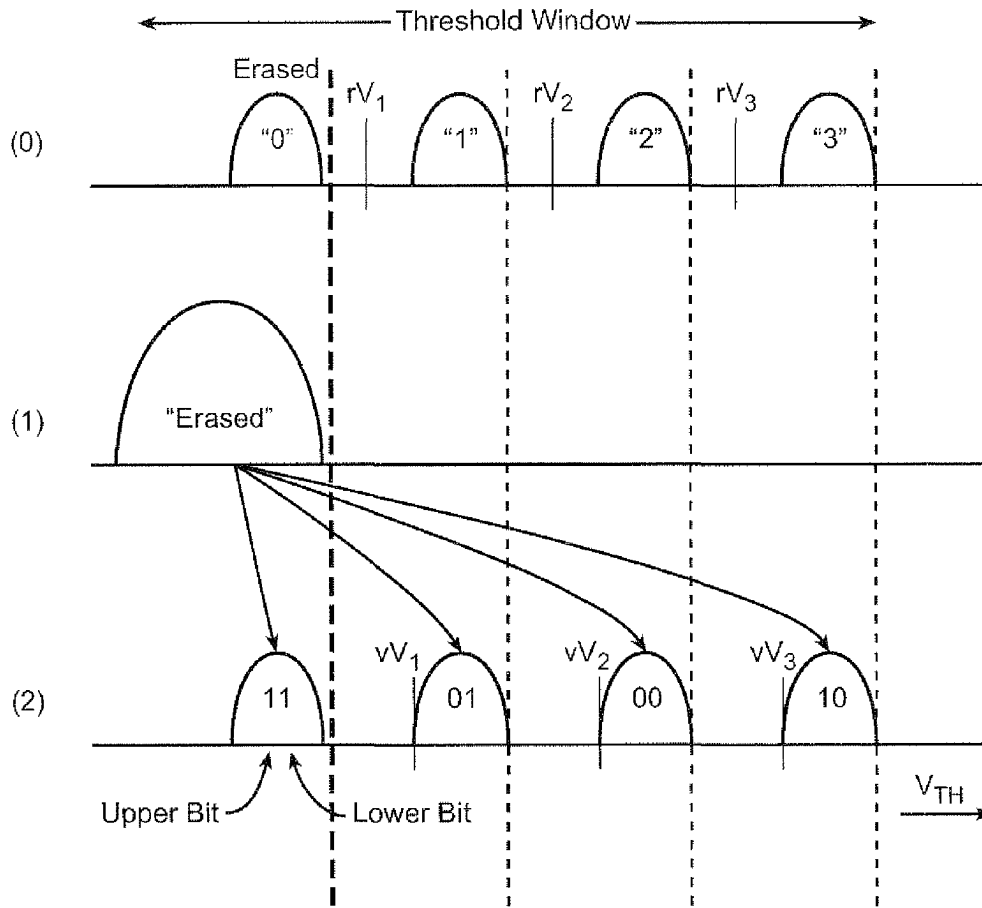 Threshold Window
Erased
rV1 rV2 rV3
(0) "0" "1" "2" "3"
(1) "Erased"
vV1 vV2 vV3
(2) 11 01 00 10
Upper Bit Lower Bit
VTH